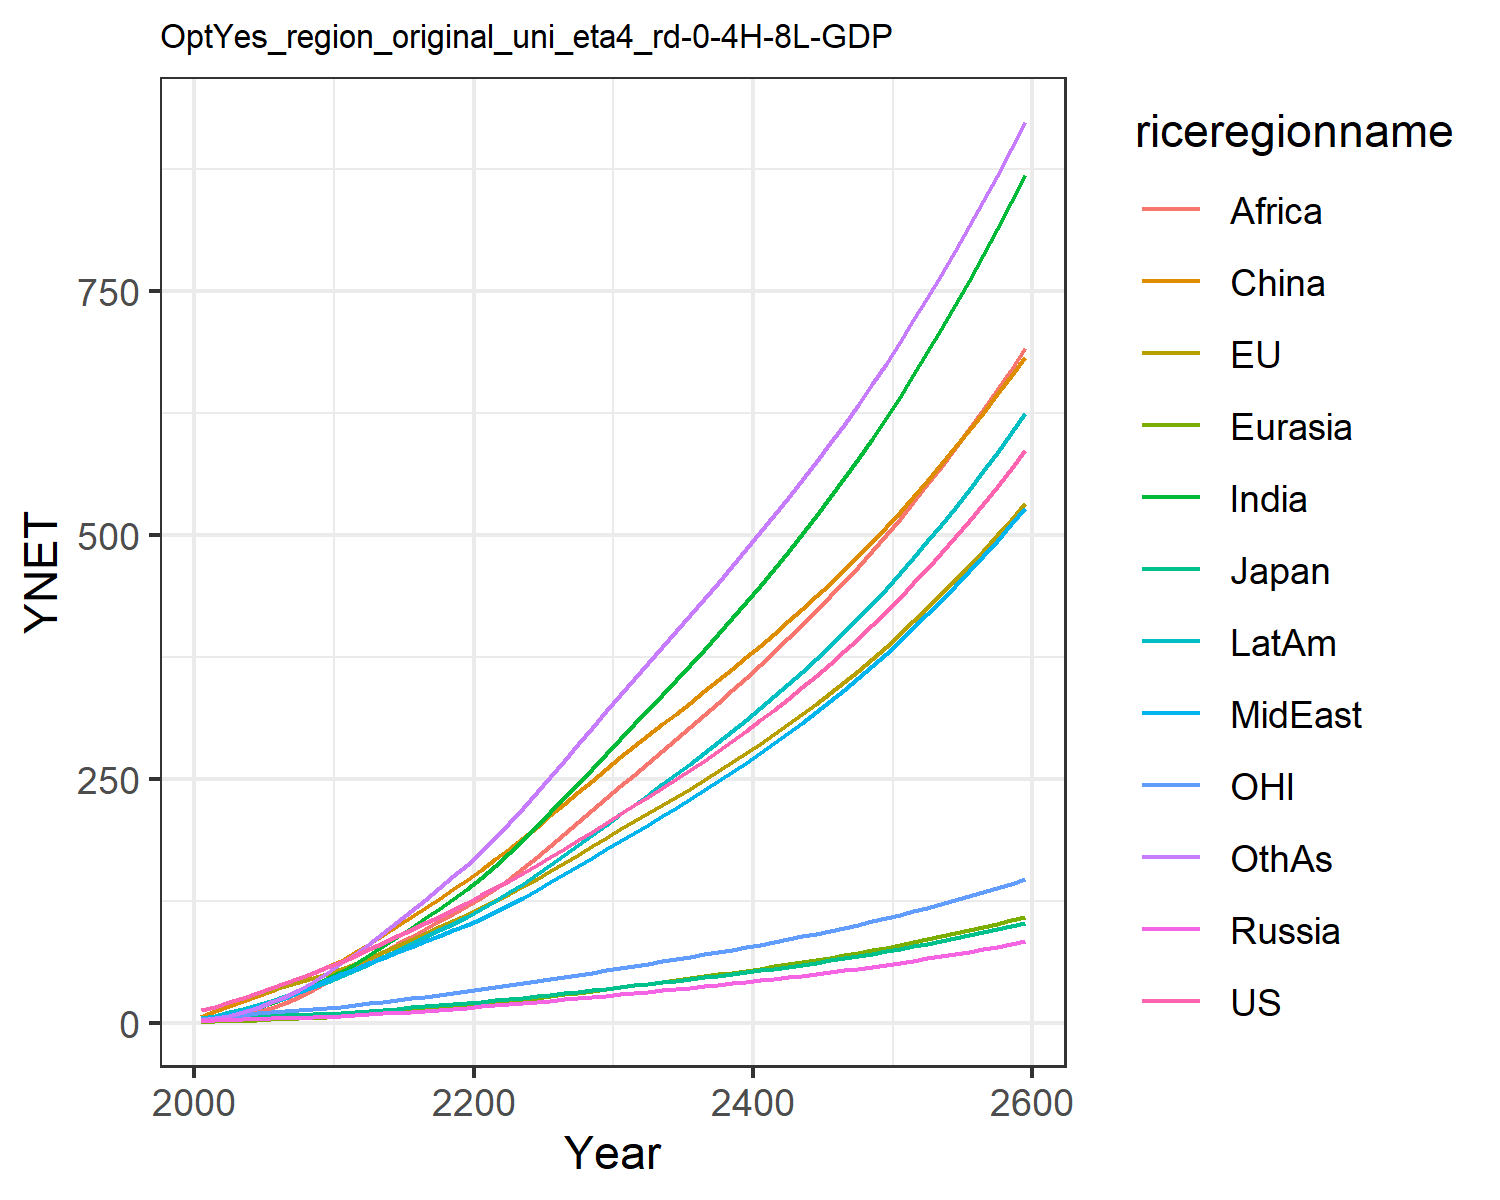 OptYes_region_original_uni_eta4_rd-0-4H-8L-GDP
YNET
750
500
250
0
2000
2200
2400
2600
Year
riceregionname
Africa
China
EU
Eurasia
India
Japan
LatAm
MidEast
OHI
OthAs
Russia
US